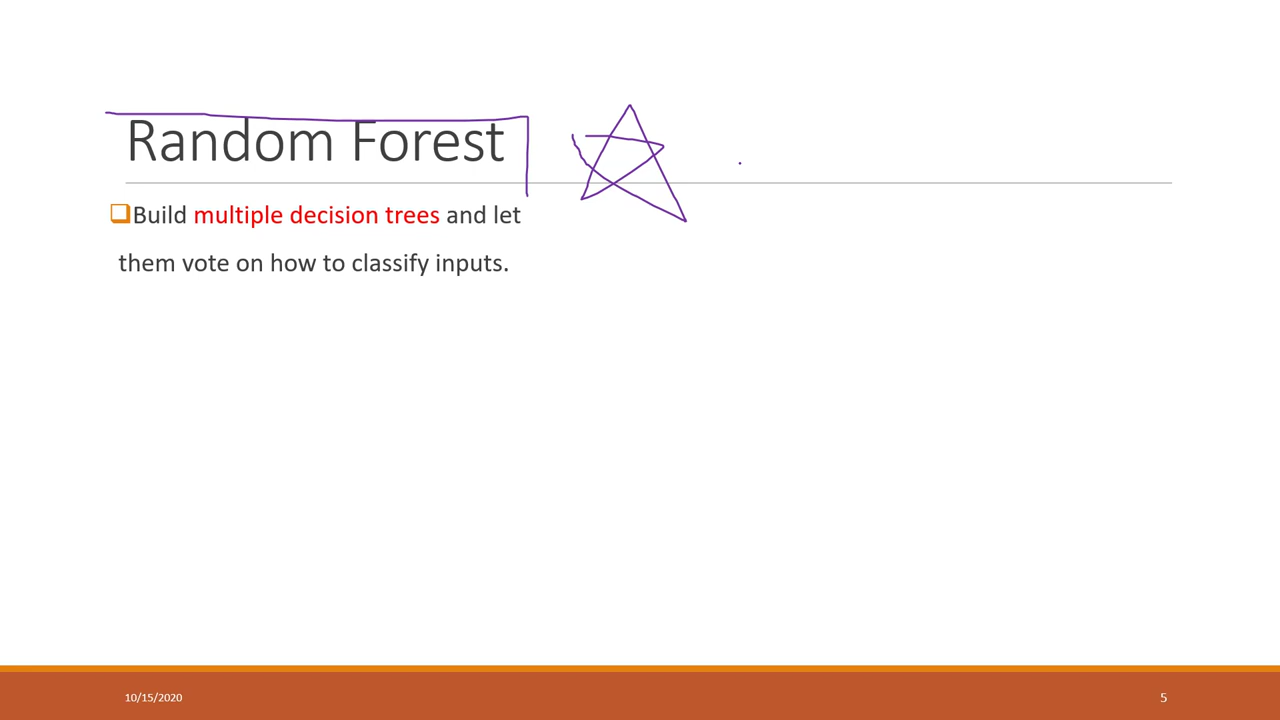 Random Forest
Build multiple decision trees and let
them vote on how to classify inputs.
10/15/2020
5